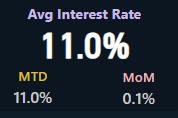 Avg Interest Rate
11.0%
MTD MoM
11.0% 0.1%